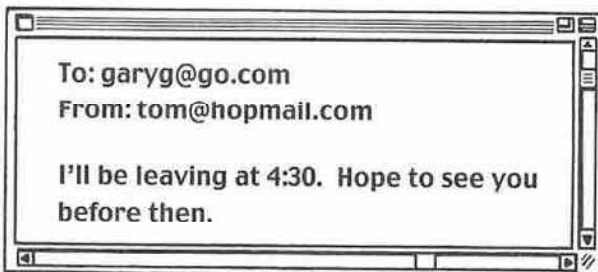 To: garyg@go.com
From: tom@hopmail.com
I'll be leaving at 4:30.  Hope to see you
before then.